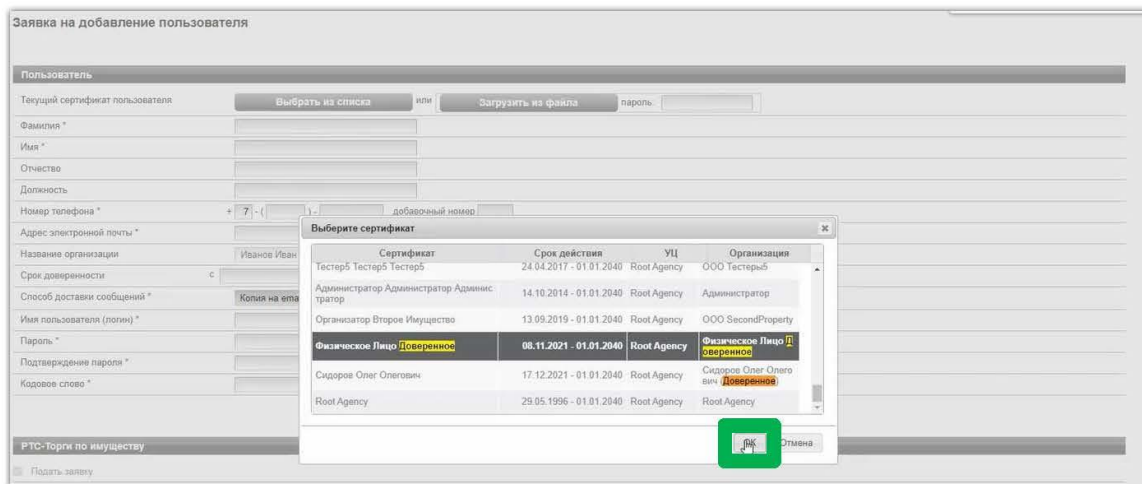 Заявка на добавление пользователя
Пользователь
Текущий сертификат пользователя Выбрать из списка или Загрузить из файла пароль:
Фамилия *
Имя *
Отчество
Должность
Номер телефона * + 7 - ( ) - добавочный номер
Адрес электронной почты *
Название организации Иванов Иван
Срок доверенности с
Способ доставки сообщений * Копия на ema
Имя пользователя (логин) *
Пароль *
Подтверждение пароля *
Кодовое слово *
РТС-Торги по имуществу
Подать заявку
Выберите сертификат
Сертификат Срок действия УЦ Организация
Тестер5 Тестер5 Тестер5 24.04.2017 - 01.01.2040 Root Agency ООО Тестеры5
Администратор Администратор Админис
тратор 14.10.2014 - 01.01.2040 Root Agency Администратор
Организатор Второе Имущество 13.09.2019 - 01.01.2040 Root Agency ООО SecondProperty
Физическое Лицо Доверенное 08.11.2021 - 01.01.2040 Root Agency Физическое Лицо Д
оверенное
Сидоров Олег Олегович 17.12.2021 - 01.01.2040 Root Agency Сидоров Олег Олего
вич (Доверенное)
Root Agency 29.05.1996 - 01.01.2040 Root Agency Root Agency
ОК Отмена